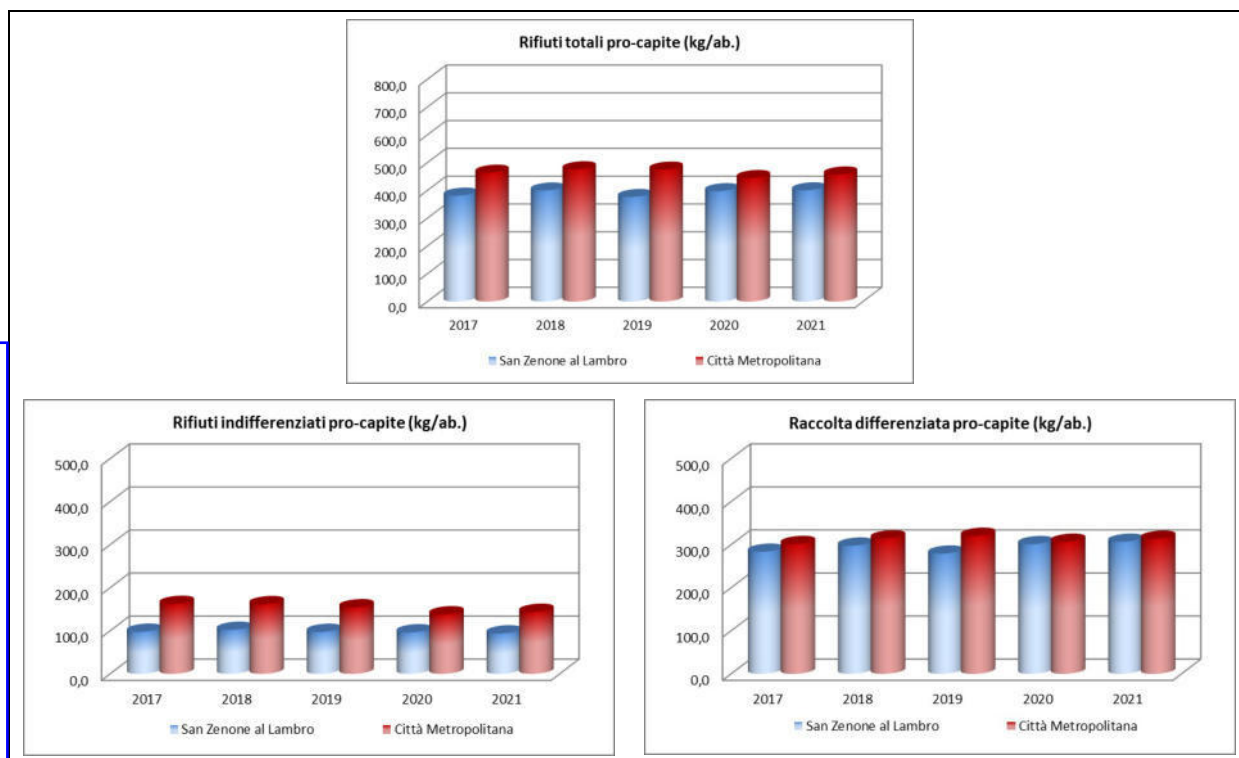 Rifiuti totali pro-capite (kg/ab.)
800,0
700,0
600,0
500,0
400,0
300,0
200,0
100,0
0,0
2017 2018 2019 2020 2021
San Zenone al Lambro Città Metropolitana
Rifiuti indifferenziati pro-capite (kg/ab.)
500,0
400,0
300,0
200,0
100,0
0,0
2017 2018 2019 2020 2021
San Zenone al Lambro Città Metropolitana
Raccolta differenziata pro-capite (kg/ab.)
500,0
400,0
300,0
200,0
100,0
0,0
2017 2018 2019 2020 2021
San Zenone al Lambro Città Metropolitana